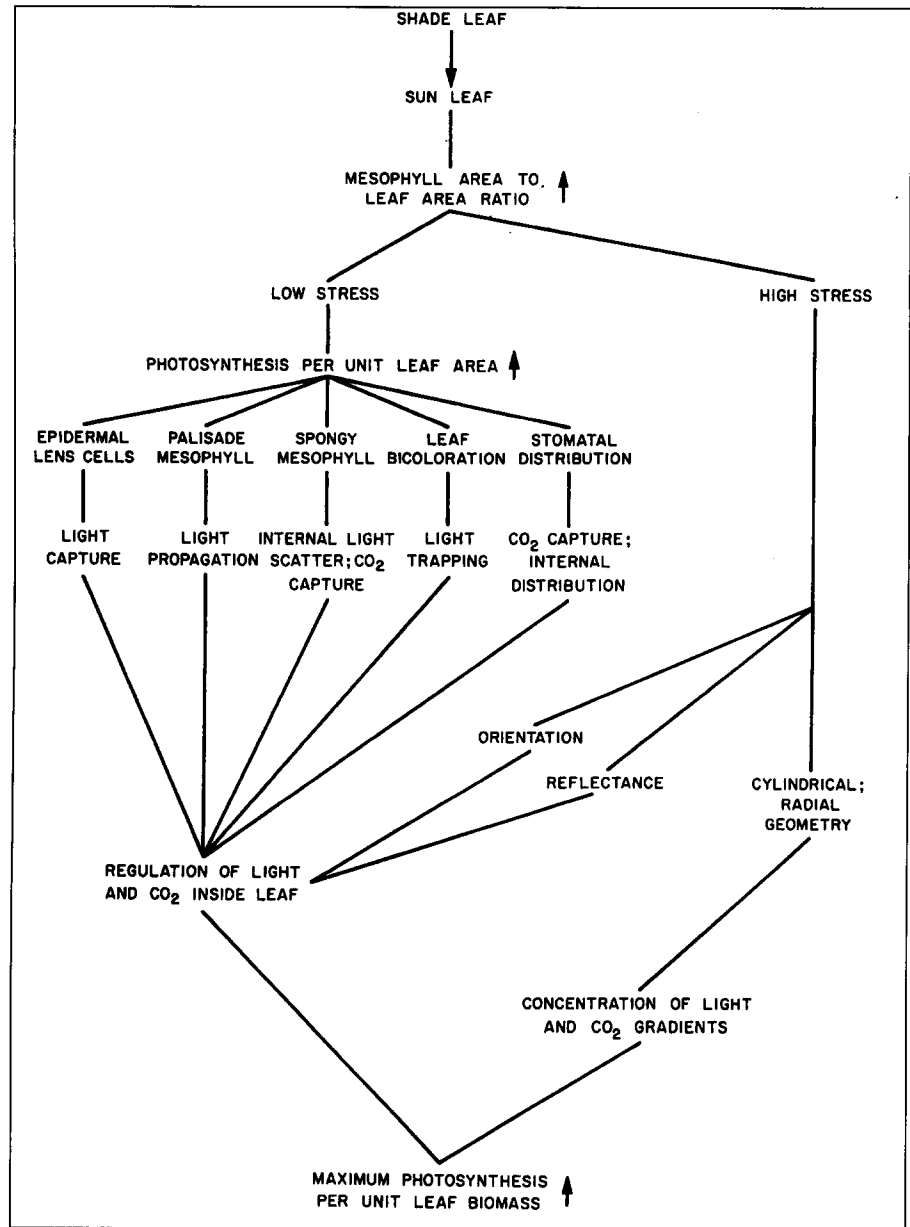 SHADE LEAF
SUN LEAF
MESOPHYLL AREA TO
LEAF AREA RATIO
LOW STRESS
HIGH STRESS
PHOTOSYNTHESIS PER UNIT LEAF AREA
EPIDERMAL
LENS CELLS
PALISADE
MESOPHYLL
SPONGY
MESOPHYLL
LEAF
BICOLORATION
STOMATAL
DISTRIBUTION
LIGHT
CAPTURE
LIGHT
PROPAGATION
INTERNAL LIGHT
SCATTER; CO2
CAPTURE
LIGHT
TRAPPING
CO2 CAPTURE;
INTERNAL
DISTRIBUTION
ORIENTATION
REFLECTANCE
CYLINDRICAL;
RADIAL
GEOMETRY
REGULATION OF LIGHT
AND CO2 INSIDE LEAF
CONCENTRATION OF LIGHT
AND CO2 GRADIENTS
MAXIMUM PHOTOSYNTHESIS
PER UNIT LEAF BIOMASS